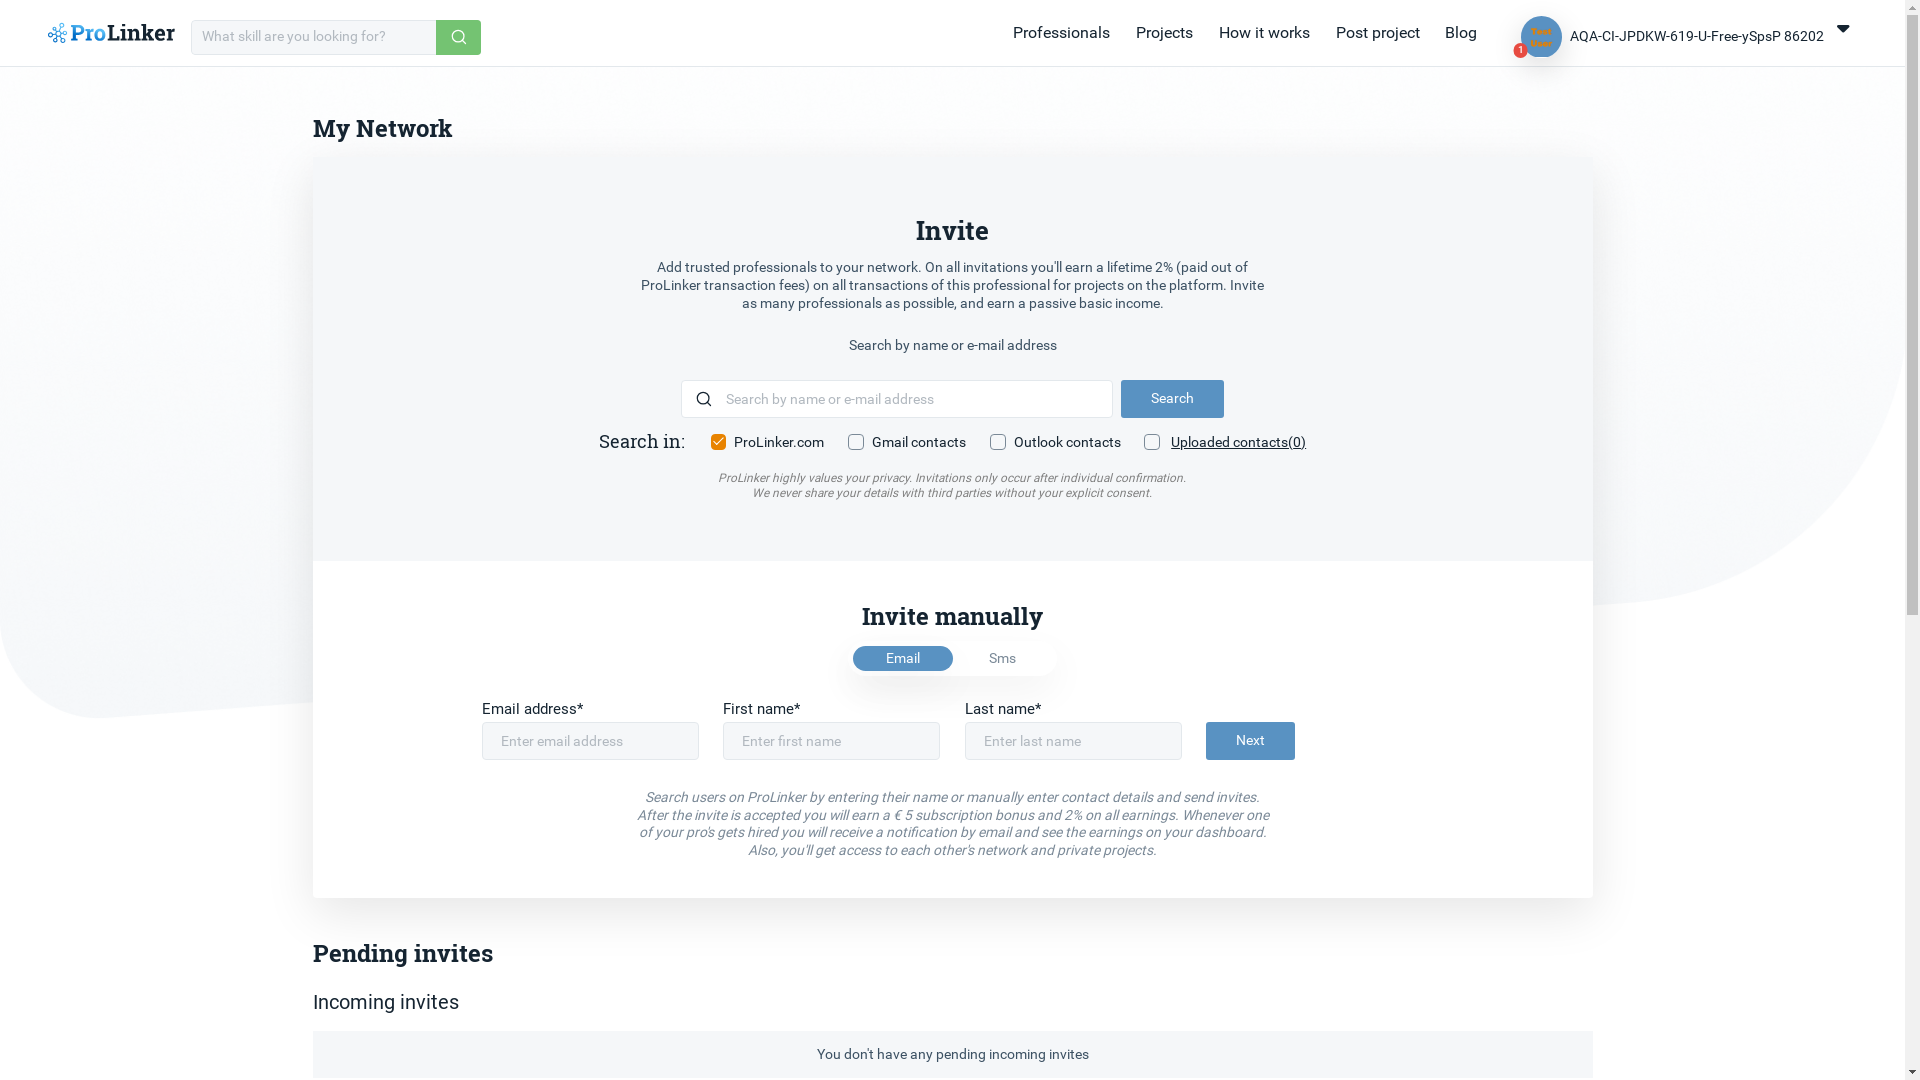 ProLinker
What skill are you looking for?
Professionals
Projects
How it works
Post project
Blog
Test
User
1
AQA-CI-JPDKW-619-U-Free-ySpsP 86202
My Network
Invite
Add trusted professionals to your network. On all invitations you'll earn a lifetime 2% (paid out of
ProLinker transaction fees) on all transactions of this professional for projects on the platform. Invite
as many professionals as possible, and earn a passive basic income.
Search by name or e-mail address
Search by name or e-mail address
Search
Search in:
ProLinker.com
Gmail contacts
Outlook contacts
Uploaded contacts(0)
ProLinker highly values your privacy. Invitations only occur after individual confirmation.
We never share your details with third parties without your explicit consent.
Invite manually
Email
Sms
Email address*
First name*
Last name*
Enter email address
Enter first name
Enter last name
Next
Search users on ProLinker by entering their name or manually enter contact details and send invites.
After the invite is accepted you will earn a € 5 subscription bonus and 2% on all earnings. Whenever one
of your pro's gets hired you will receive a notification by email and see the earnings on your dashboard.
Also, you'll get access to each other's network and private projects.
Pending invites
Incoming invites
You don't have any pending incoming invites